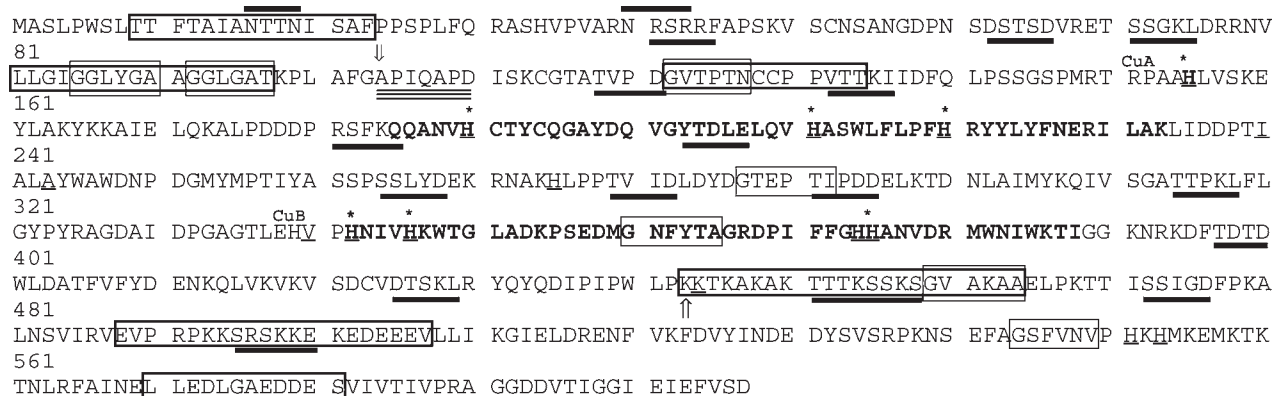 MASLPWSLTT FTAIANTTNI SAFPPSPLFQ RASHVPVARN RSRRFAPSKV SCNSANGDPN SDSTSDVRET SSGKLDRRNV
81 ⇓
LLGIGGLYGA AGGLGATKPL AFGAPIQAPD ISKCGTATVP DGVTPTNCCP PVTTKIIDFQ LPSSGSPMRT RPAAHLVSKE
CuA *
161
YLAKYKKAIE LQKALPDDDP RSFKQQANVH CTYCQGAYDQ VGYTDLELQV HASWLFLPFH RYYLYFNERI LAKLIDDPTI
* * *
241
ALAYWAWDNP DGMYMPTIYA SSPSSLYDEK RNAKHLPPTV IDLDYDGTEP TIPDDELKTD NLAIMYKQIV SGATTPKLFL
321
CuB * * *
GYPYRAGDAI DPGAGTLEHV PHNIVHKWTG LADKPSEDMG NFYTAGRDPI FFGHHANVDR MWNIWKTIGG KNRKDFTDTD
401
WLDATFVFYD ENKQLVKVKV SDCVDTSKLR YQYQDIPIPW LPKKTKAKAK TTTKSSKSGV AKAAELPKTT ISSIGDFPKA
481 ⇑
LNSVIRVEVP RPKKSRSKKE KEDEEEVLLI KGIELDRENF VKFDVYINDE DYSVSRPKNS EFAGSFVNVP HKHMKEMKTK
561
TNLRFAINEL LEDLGAEDDE SVIVTIVPRA GGDDVTIGGI EIEFVSD